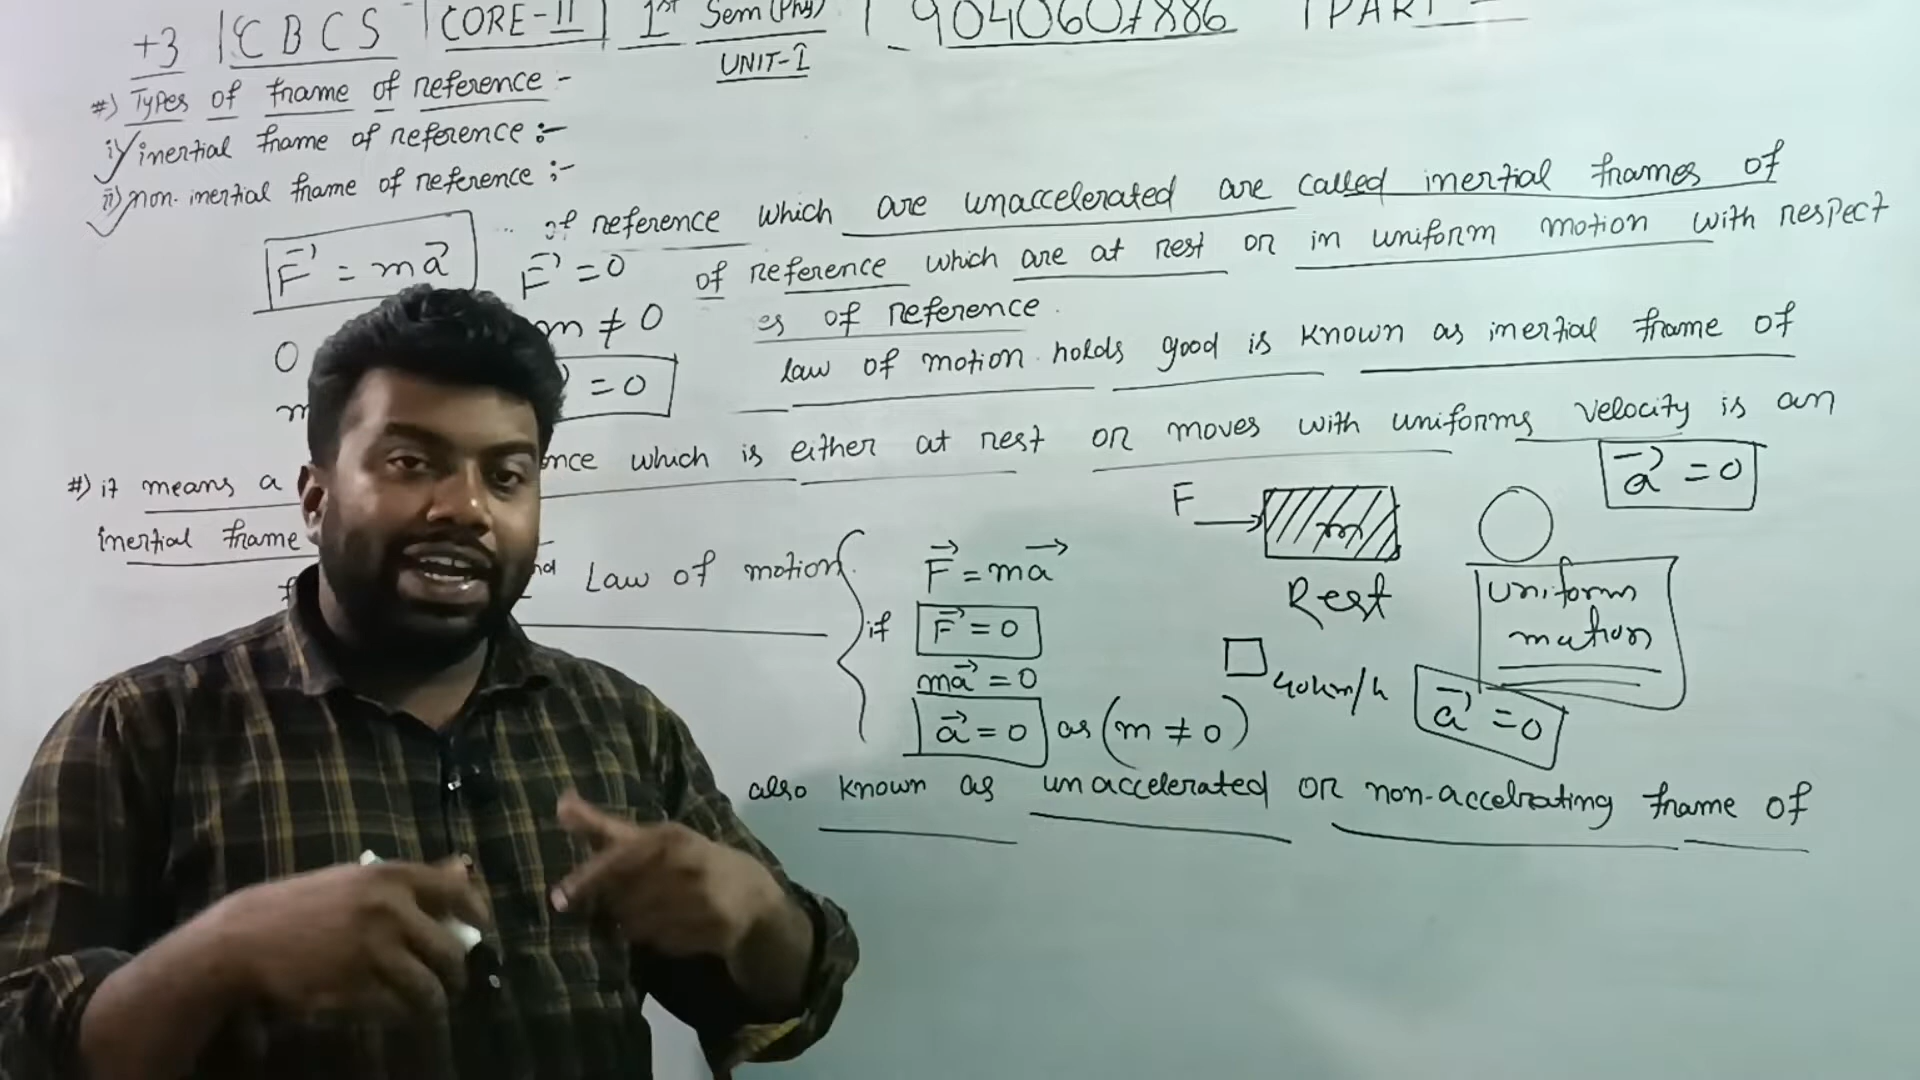 +3 | CBCS | CORE-II | 1st Sem (Phy) | 9040607886 | PART -
UNIT-I
#) Types of frame of reference :-
i) inertial frame of reference :-
ii) non-inertial frame of reference :-
of reference which are unaccelerated are called inertial frames of
F⃗ = ma⃗ F⃗ = 0 of reference which are at rest or in uniform motion with respect
0 m ≠ 0 es of reference.
m = 0 law of motion holds good is known as inertial frame of
#) it means a nce which is either at rest or moves with uniforms velocity is an
inertial frame
a⃗ = 0
nd Law of motion.
if
F⃗ = ma⃗
F⃗ = 0
ma⃗ = 0
a⃗ = 0 as (m ≠ 0)
F m
Rest
40km/h
uniform
motion
a⃗ = 0
also known as unaccelerated or non-accelrating frame of